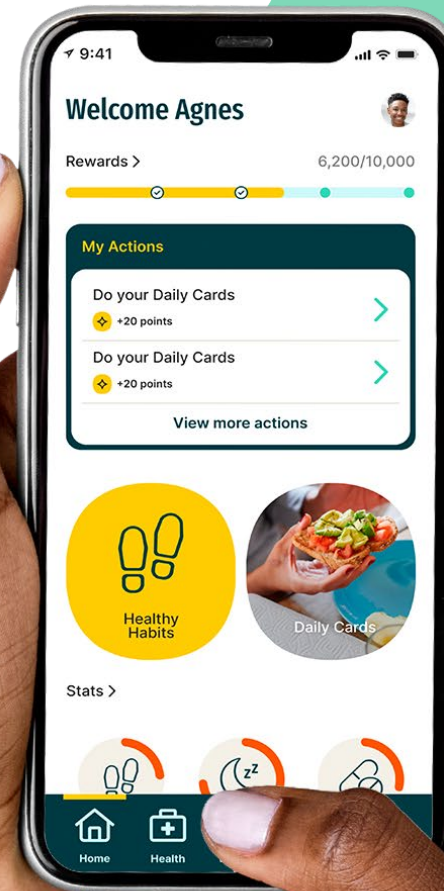 9:41
Welcome Agnes
Rewards >
6,200/10,000
My Actions
Do your Daily Cards
+20 points
Do your Daily Cards
+20 points
View more actions
Healthy
Habits
Daily Cards
Stats >
zZ
Home
Health